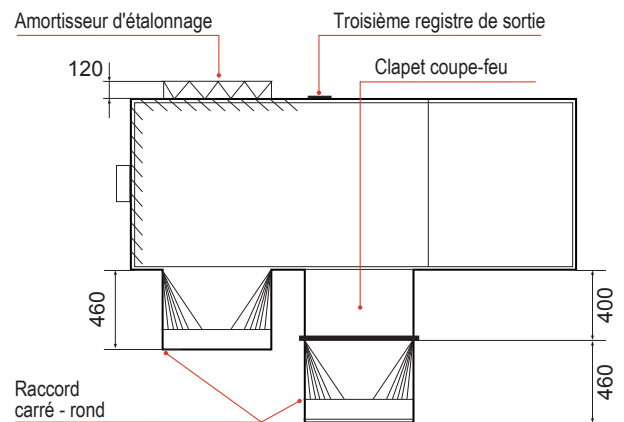 Amortisseur d'étalonnage
Troisième registre de sortie
120
Clapet coupe-feu
460
400
460
Raccord
carré - rond